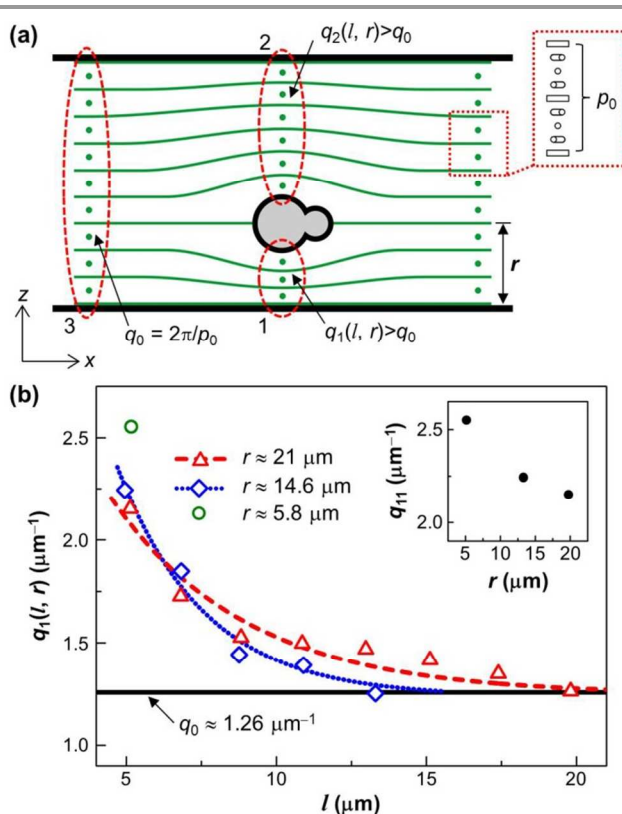 (a)
2
q₂(l, r)>q₀
p₀
r
z
x
3
q₀ = 2π/p₀
1
q₁(l, r)>q₀
(b)
q₁(l, r) (μm⁻¹)
2.5
2.0
1.5
1.0
r ≈ 21 μm
r ≈ 14.6 μm
r ≈ 5.8 μm
q₁₁ (μm⁻¹)
2.5
2.0
5 10 15 20
r (μm)
q₀ ≈ 1.26 μm⁻¹
5 10 15 20
l (μm)